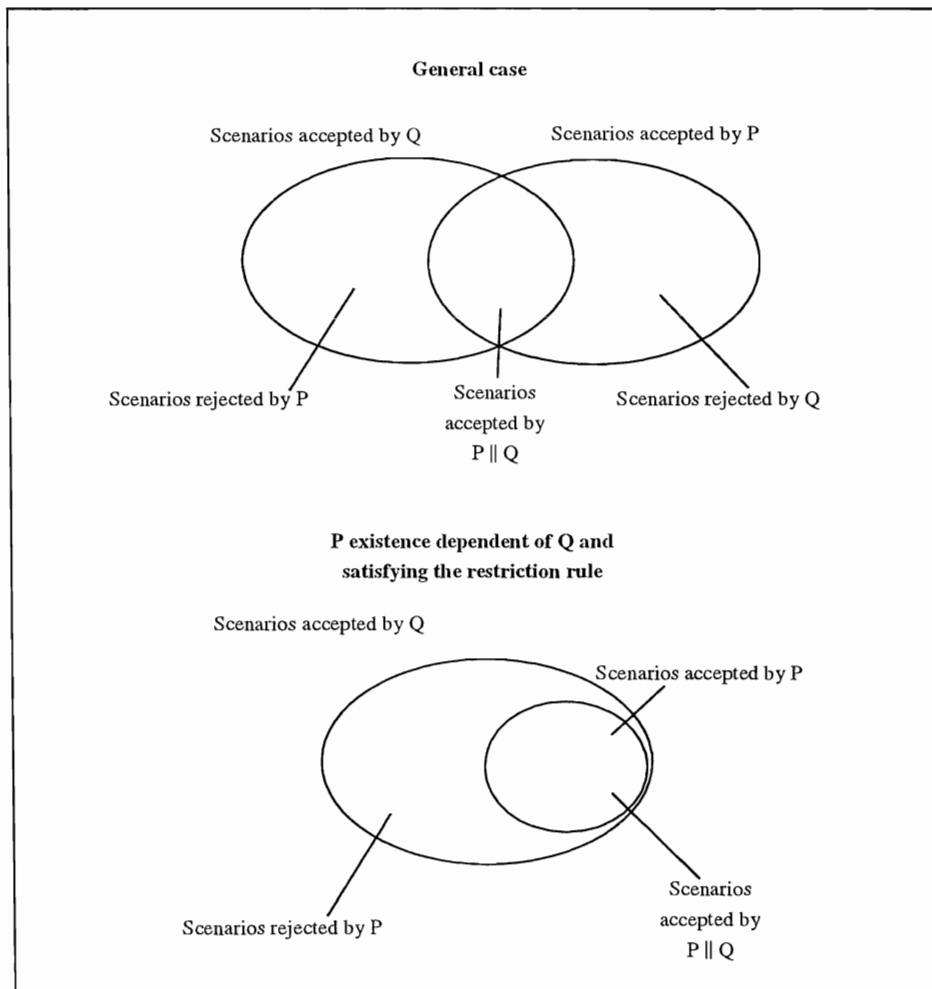 General case
Scenarios accepted by Q
Scenarios accepted by P
Scenarios rejected by P
Scenarios
accepted by
P || Q
Scenarios rejected by Q
P existence dependent of Q and
satisfying the restriction rule
Scenarios accepted by Q
Scenarios accepted by P
Scenarios rejected by P
Scenarios
accepted by
P || Q